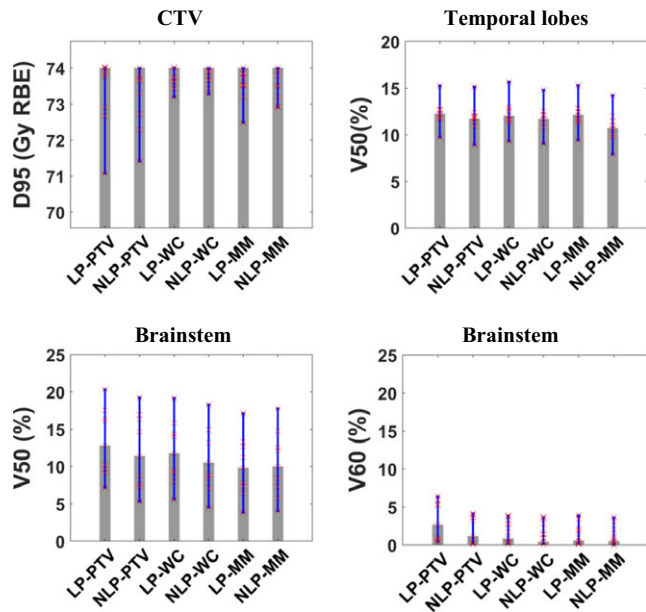 CTV
D95 (Gy RBE)
74
73
72
71
70
LP-PTV
NLP-PTV
LP-WC
NLP-WC
LP-MM
NLP-MM
Temporal lobes
V50(%)
20
15
10
5
0
LP-PTV
NLP-PTV
LP-WC
NLP-WC
LP-MM
NLP-MM
Brainstem
V50 (%)
25
20
15
10
5
0
LP-PTV
NLP-PTV
LP-WC
NLP-WC
LP-MM
NLP-MM
Brainstem
V60 (%)
25
20
15
10
5
0
LP-PTV
NLP-PTV
LP-WC
NLP-WC
LP-MM
NLP-MM